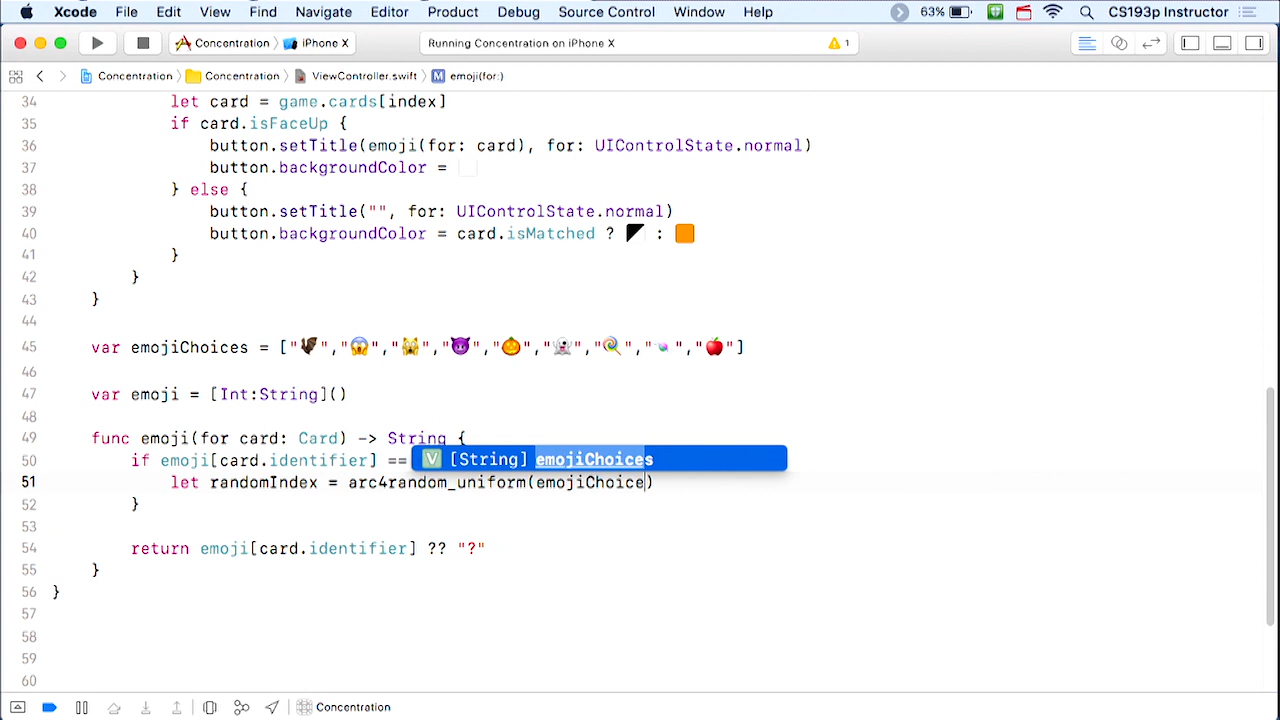 Xcode File Edit View Find Navigate Editor Product Debug Source Control Window Help 63% CS193p Instructor
Concentration iPhone X Running Concentration on iPhone X 1
Concentration Concentration ViewController.swift M emoji(for:)
34 let card = game.cards[index]
35 if card.isFaceUp {
36 button.setTitle(emoji(for: card), for: UIControlState.normal)
37 button.backgroundColor =
38 } else {
39 button.setTitle("", for: UIControlState.normal)
40 button.backgroundColor = card.isMatched ? :
41 }
42 }
43 }
44
45 var emojiChoices = ["🦇","😱","🙀","😈","🎃","👻","🍭","🍬","🍎"]
46
47 var emoji = [Int:String]()
48
49 func emoji(for card: Card) -> String {
50 if emoji[card.identifier] == V [String] emojiChoices
51 let randomIndex = arc4random_uniform(emojiChoice)
52 }
53
54 return emoji[card.identifier] ?? "?"
55 }
56 }
57
58
59
60
Concentration